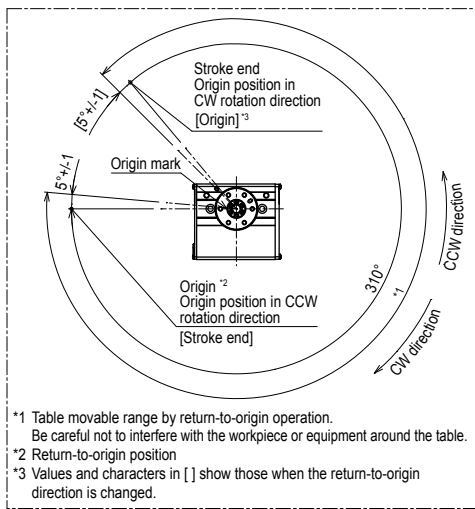 Stroke end
Origin position in
CW rotation direction
[Origin] *3
[5°+/-1]
5°+/-1
Origin mark
CCW direction
310°
*1
Origin *2
Origin position in CCW
rotation direction
[Stroke end]
CW direction
*1 Table movable range by return-to-origin operation.
Be careful not to interfere with the workpiece or equipment around the table.
*2 Return-to-origin position
*3 Values and characters in [ ] show those when the return-to-origin
direction is changed.